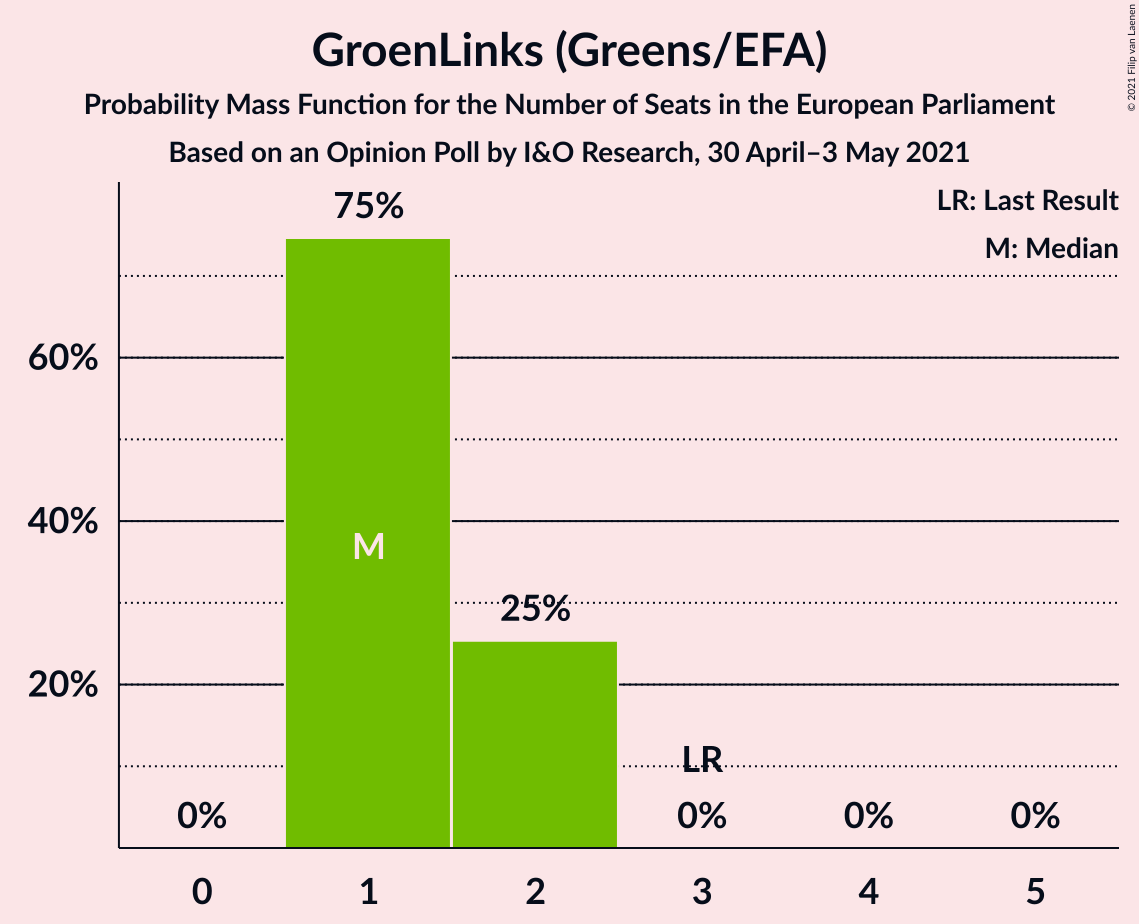 GroenLinks (Greens/EFA)
Probability Mass Function for the Number of Seats in the European Parliament
Based on an Opinion Poll by I&O Research, 30 April–3 May 2021
© 2021 Filip van Laenen
LR: Last Result
M: Median
75%
60%
40%
M
25%
20%
LR
0%
0%
0%
0%
0 1 2 3 4 5